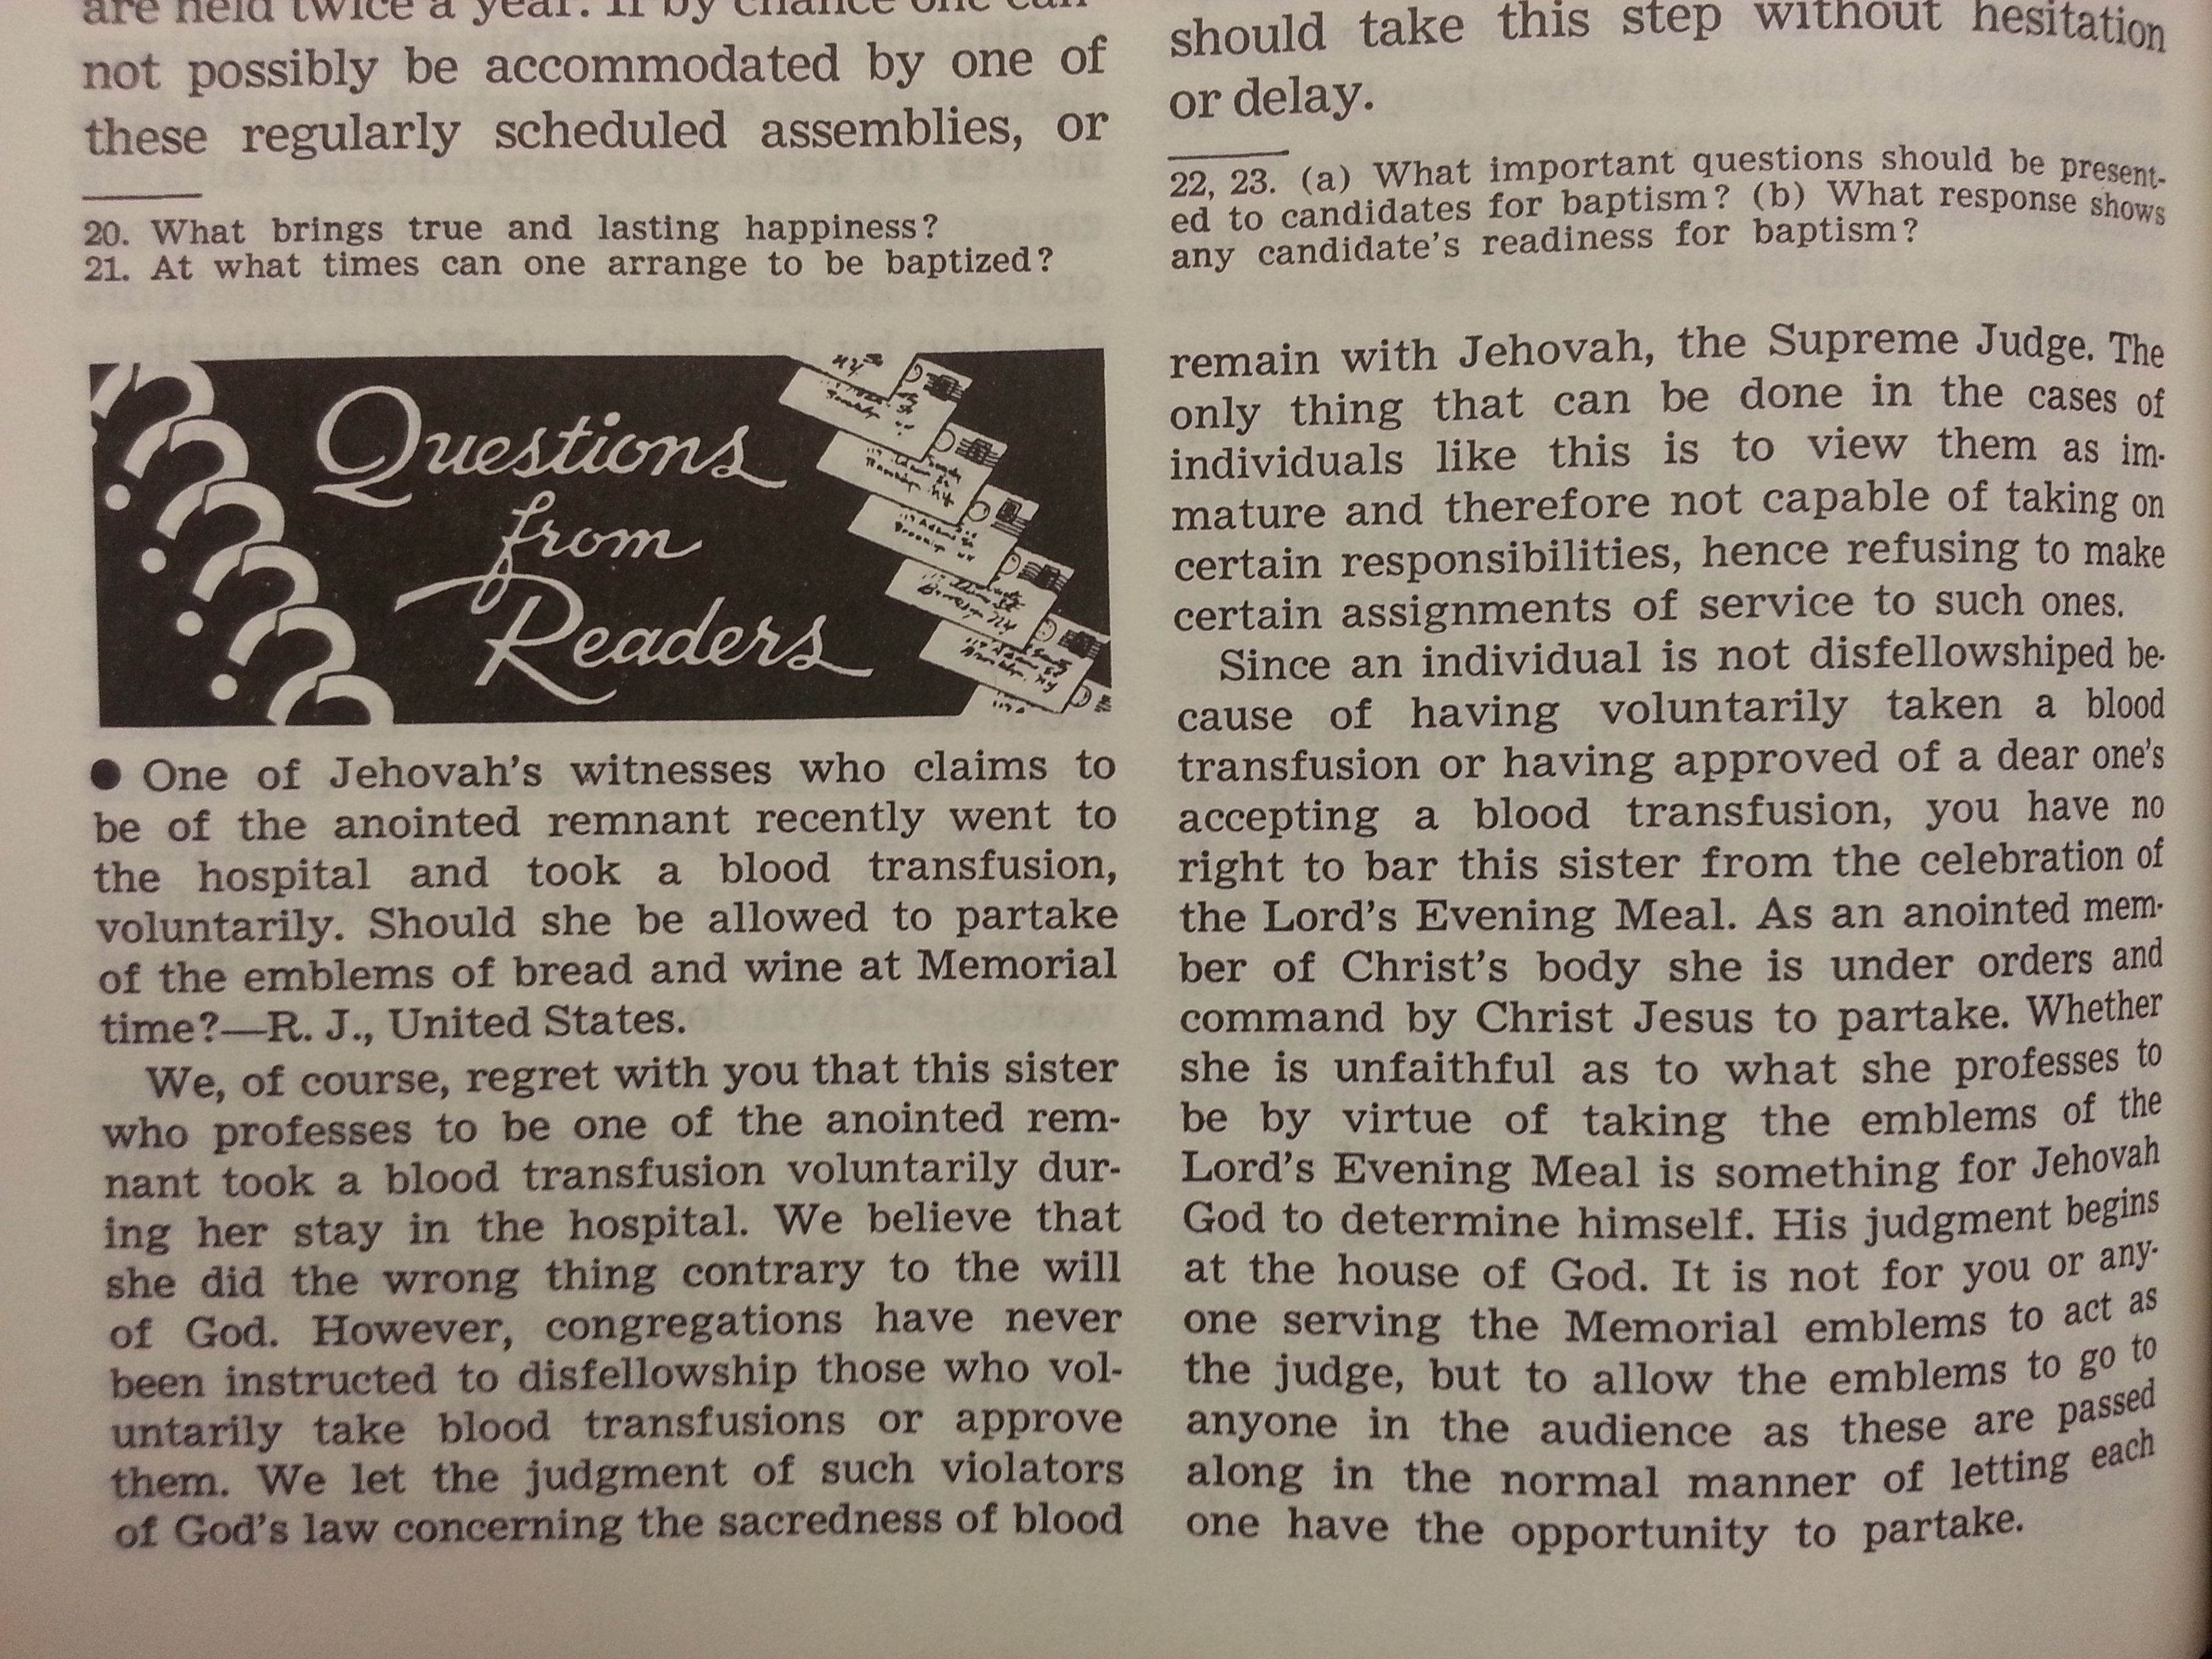 are held twice a year. If by chance one can
not possibly be accommodated by one of
these regularly scheduled assemblies, or
20. What brings true and lasting happiness?
21. At what times can one arrange to be baptized?
should take this step without hesitation
or delay.
22, 23. (a) What important questions should be present-
ed to candidates for baptism? (b) What response shows
any candidate's readiness for baptism?
Questions
from
Readers
● One of Jehovah's witnesses who claims to
be of the anointed remnant recently went to
the hospital and took a blood transfusion,
voluntarily. Should she be allowed to partake
of the emblems of bread and wine at Memorial
time?—R. J., United States.
We, of course, regret with you that this sister
who professes to be one of the anointed rem-
nant took a blood transfusion voluntarily dur-
ing her stay in the hospital. We believe that
she did the wrong thing contrary to the will
of God. However, congregations have never
been instructed to disfellowship those who vol-
untarily take blood transfusions or approve
them. We let the judgment of such violators
of God's law concerning the sacredness of blood
remain with Jehovah, the Supreme Judge. The
only thing that can be done in the cases of
individuals like this is to view them as im-
mature and therefore not capable of taking on
certain responsibilities, hence refusing to make
certain assignments of service to such ones.
Since an individual is not disfellowshiped be-
cause of having voluntarily taken a blood
transfusion or having approved of a dear one's
accepting a blood transfusion, you have no
right to bar this sister from the celebration of
the Lord's Evening Meal. As an anointed mem-
ber of Christ's body she is under orders and
command by Christ Jesus to partake. Whether
she is unfaithful as to what she professes to
be by virtue of taking the emblems of the
Lord's Evening Meal is something for Jehovah
God to determine himself. His judgment begins
at the house of God. It is not for you or any-
one serving the Memorial emblems to act as
the judge, but to allow the emblems to go to
anyone in the audience as these are passed
along in the normal manner of letting each
one have the opportunity to partake.